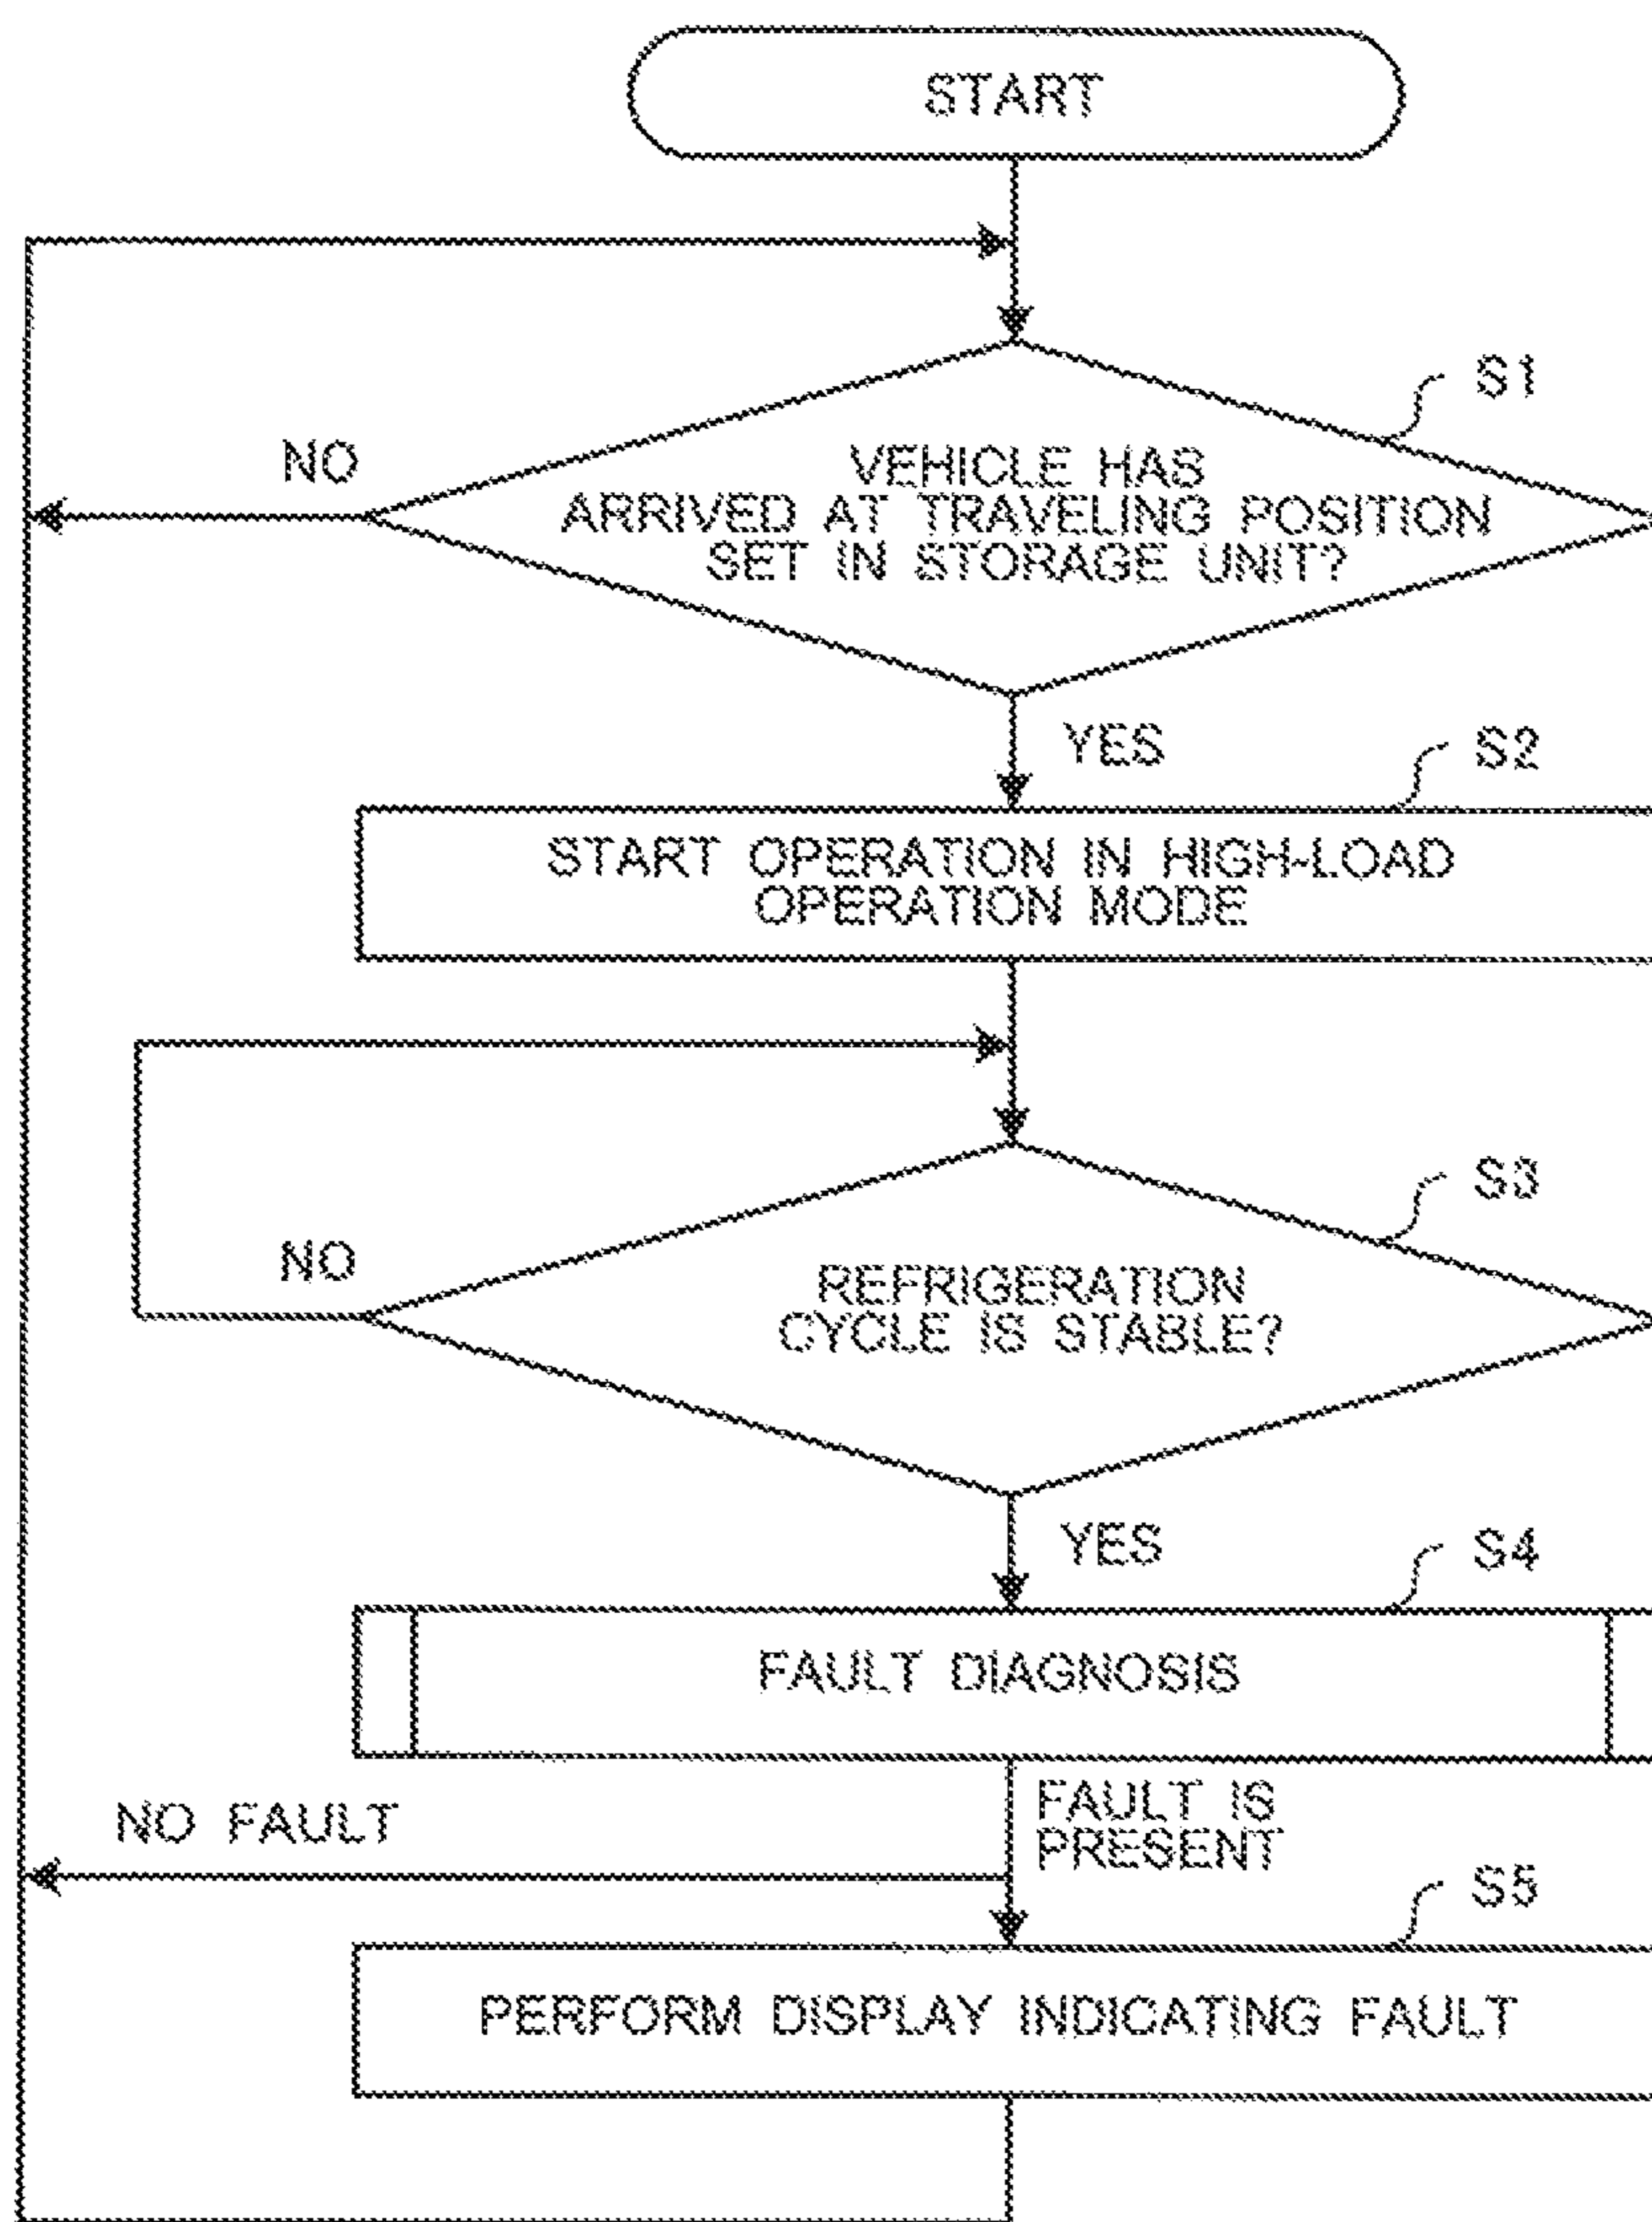 START
S1
NO
VEHICLE HAS
ARRIVED AT TRAVELING POSITION
SET IN STORAGE UNIT?
YES
S2
START OPERATION IN HIGH-LOAD
OPERATION MODE
S3
NO
REFRIGERATION
CYCLE IS STABLE?
YES
S4
FAULT DIAGNOSIS
FAULT IS
PRESENT
NO FAULT
S5
PERFORM DISPLAY INDICATING FAULT